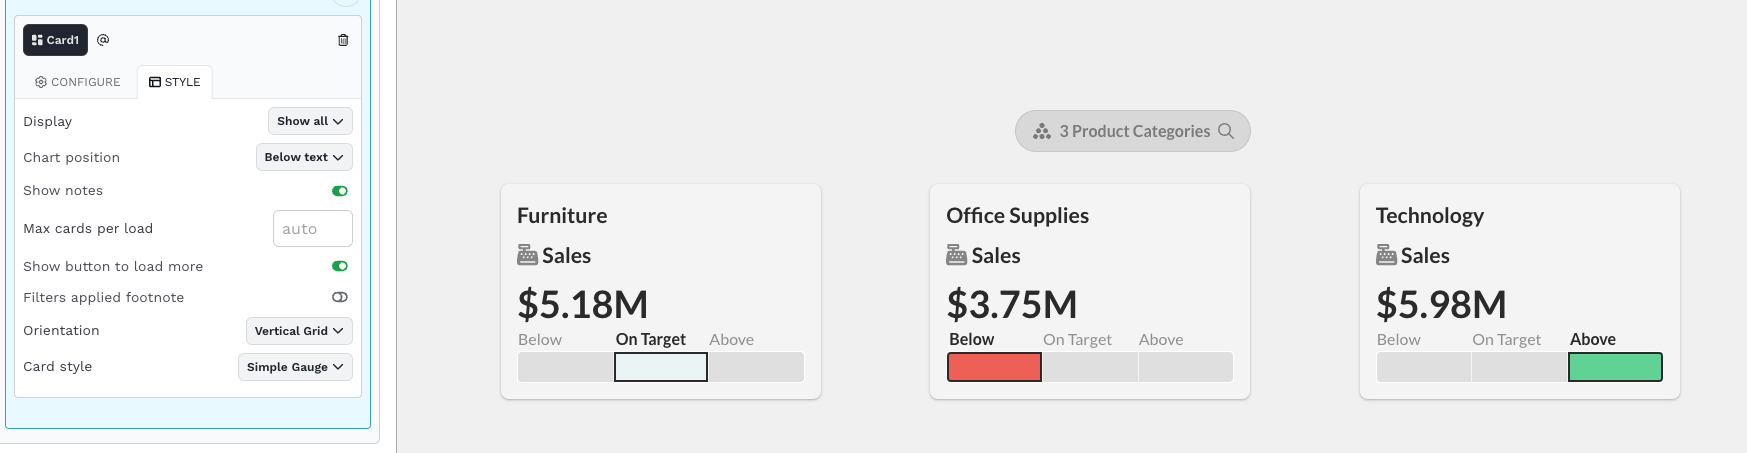 Card1 @
CONFIGURE STYLE
Display Show all
Chart position Below text
Show notes
Max cards per load auto
Show button to load more
Filters applied footnote
Orientation Vertical Grid
Card style Simple Gauge
3 Product Categories
Furniture
Sales
$5.18M
Below On Target Above
Office Supplies
Sales
$3.75M
Below On Target Above
Technology
Sales
$5.98M
Below On Target Above